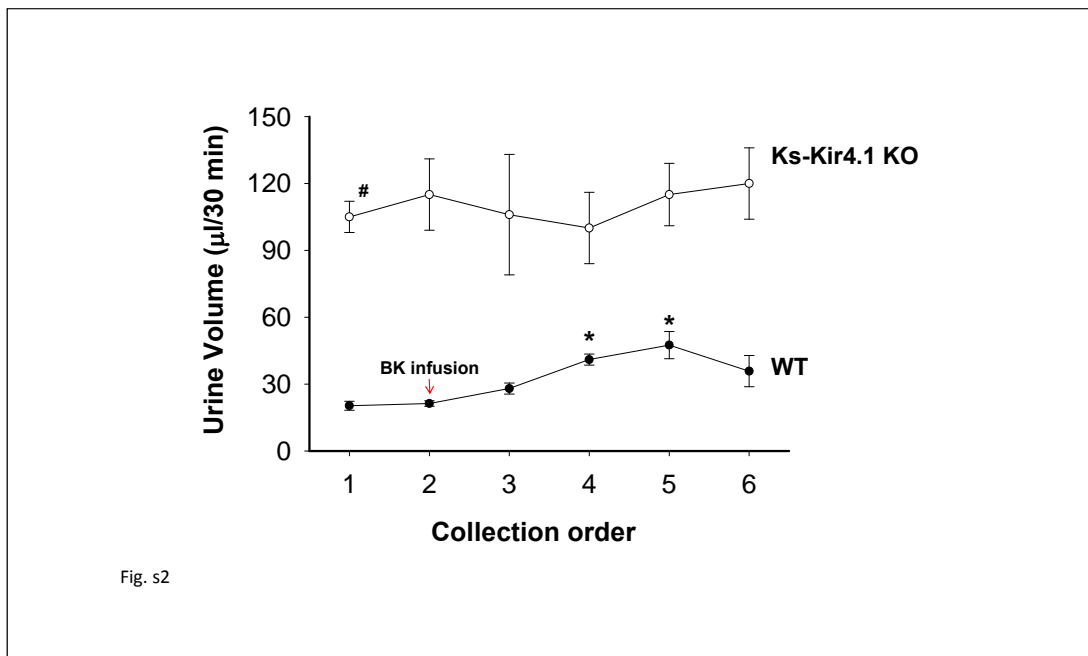 150
120
90
60
30
0
Urine Volume (μl/30 min)
#
Ks-Kir4.1 KO
*
*
BK infusion
WT
1 2 3 4 5 6
Collection order
Fig. s2